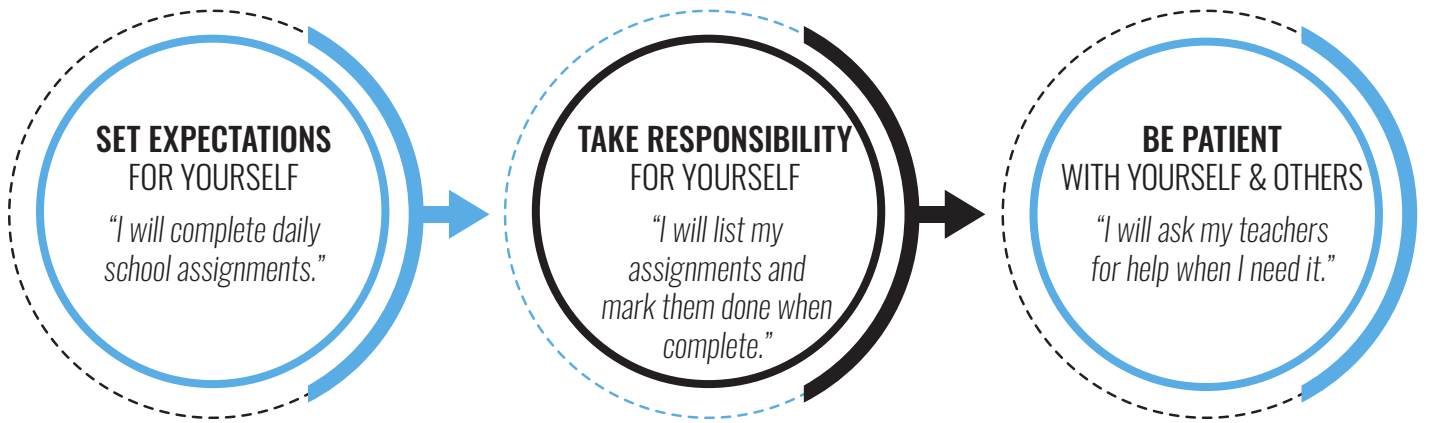 SET EXPECTATIONS
FOR YOURSELF
“I will complete daily
school assignments.”
TAKE RESPONSIBILITY
FOR YOURSELF
“I will list my
assignments and
mark them done when
complete.”
BE PATIENT
WITH YOURSELF & OTHERS
“I will ask my teachers
for help when I need it.”